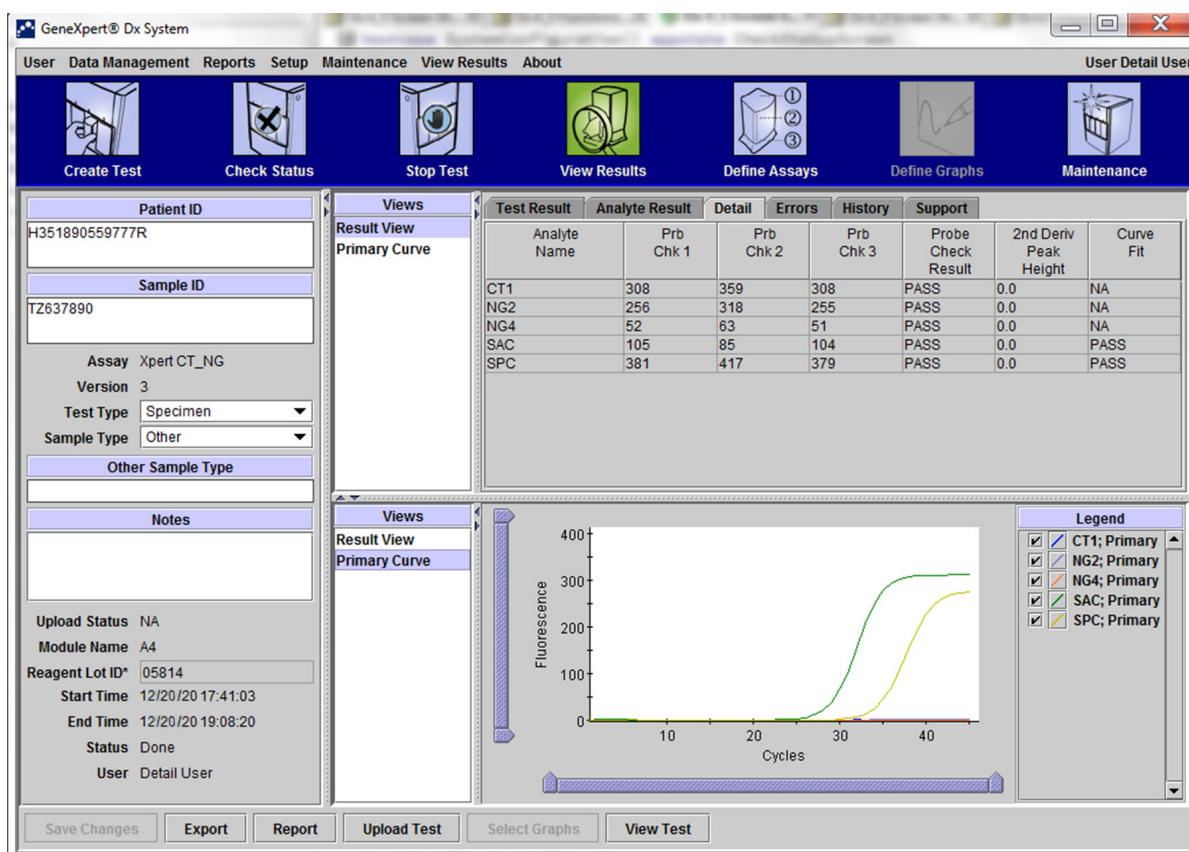 GeneXpert® Dx System
User Data Management Reports Setup Maintenance View Results About User Detail User
Create Test Check Status Stop Test View Results Define Assays Define Graphs Maintenance
Patient ID
H351890559777R
Sample ID
TZ637890
Assay Xpert CT_NG
Version 3
Test Type Specimen
Sample Type Other
Other Sample Type
Notes
Upload Status NA
Module Name A4
Reagent Lot ID* 05814
Start Time 12/20/20 17:41:03
End Time 12/20/20 19:08:20
Status Done
User Detail User
Views
Result View
Primary Curve
Test Result Analyte Result Detail Errors History Support
Analyte Name Prb Chk 1 Prb Chk 2 Prb Chk 3 Probe Check Result 2nd Deriv Peak Height Curve Fit
CT1 308 359 308 PASS 0.0 NA
NG2 256 318 255 PASS 0.0 NA
NG4 52 63 51 PASS 0.0 NA
SAC 105 85 104 PASS 0.0 PASS
SPC 381 417 379 PASS 0.0 PASS
Views
Result View
Primary Curve
Fluorescence
400
300
200
100
0
10 20 30 40
Cycles
Legend
CT1; Primary
NG2; Primary
NG4; Primary
SAC; Primary
SPC; Primary
Save Changes Export Report Upload Test Select Graphs View Test